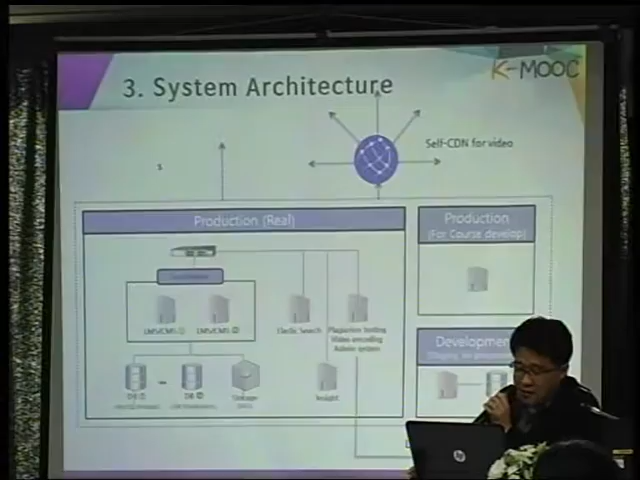 3. System Architecture
K-MOOC
Self-CDN for video
s
Production (Real)
Production
(For Course develop)
LMS/CMS ①
LMS/CMS ②
Elastic Search
Plagiarism testing
Video encoding
Admin system
Development
DB ①
DB ②
Storage
Insight
hp